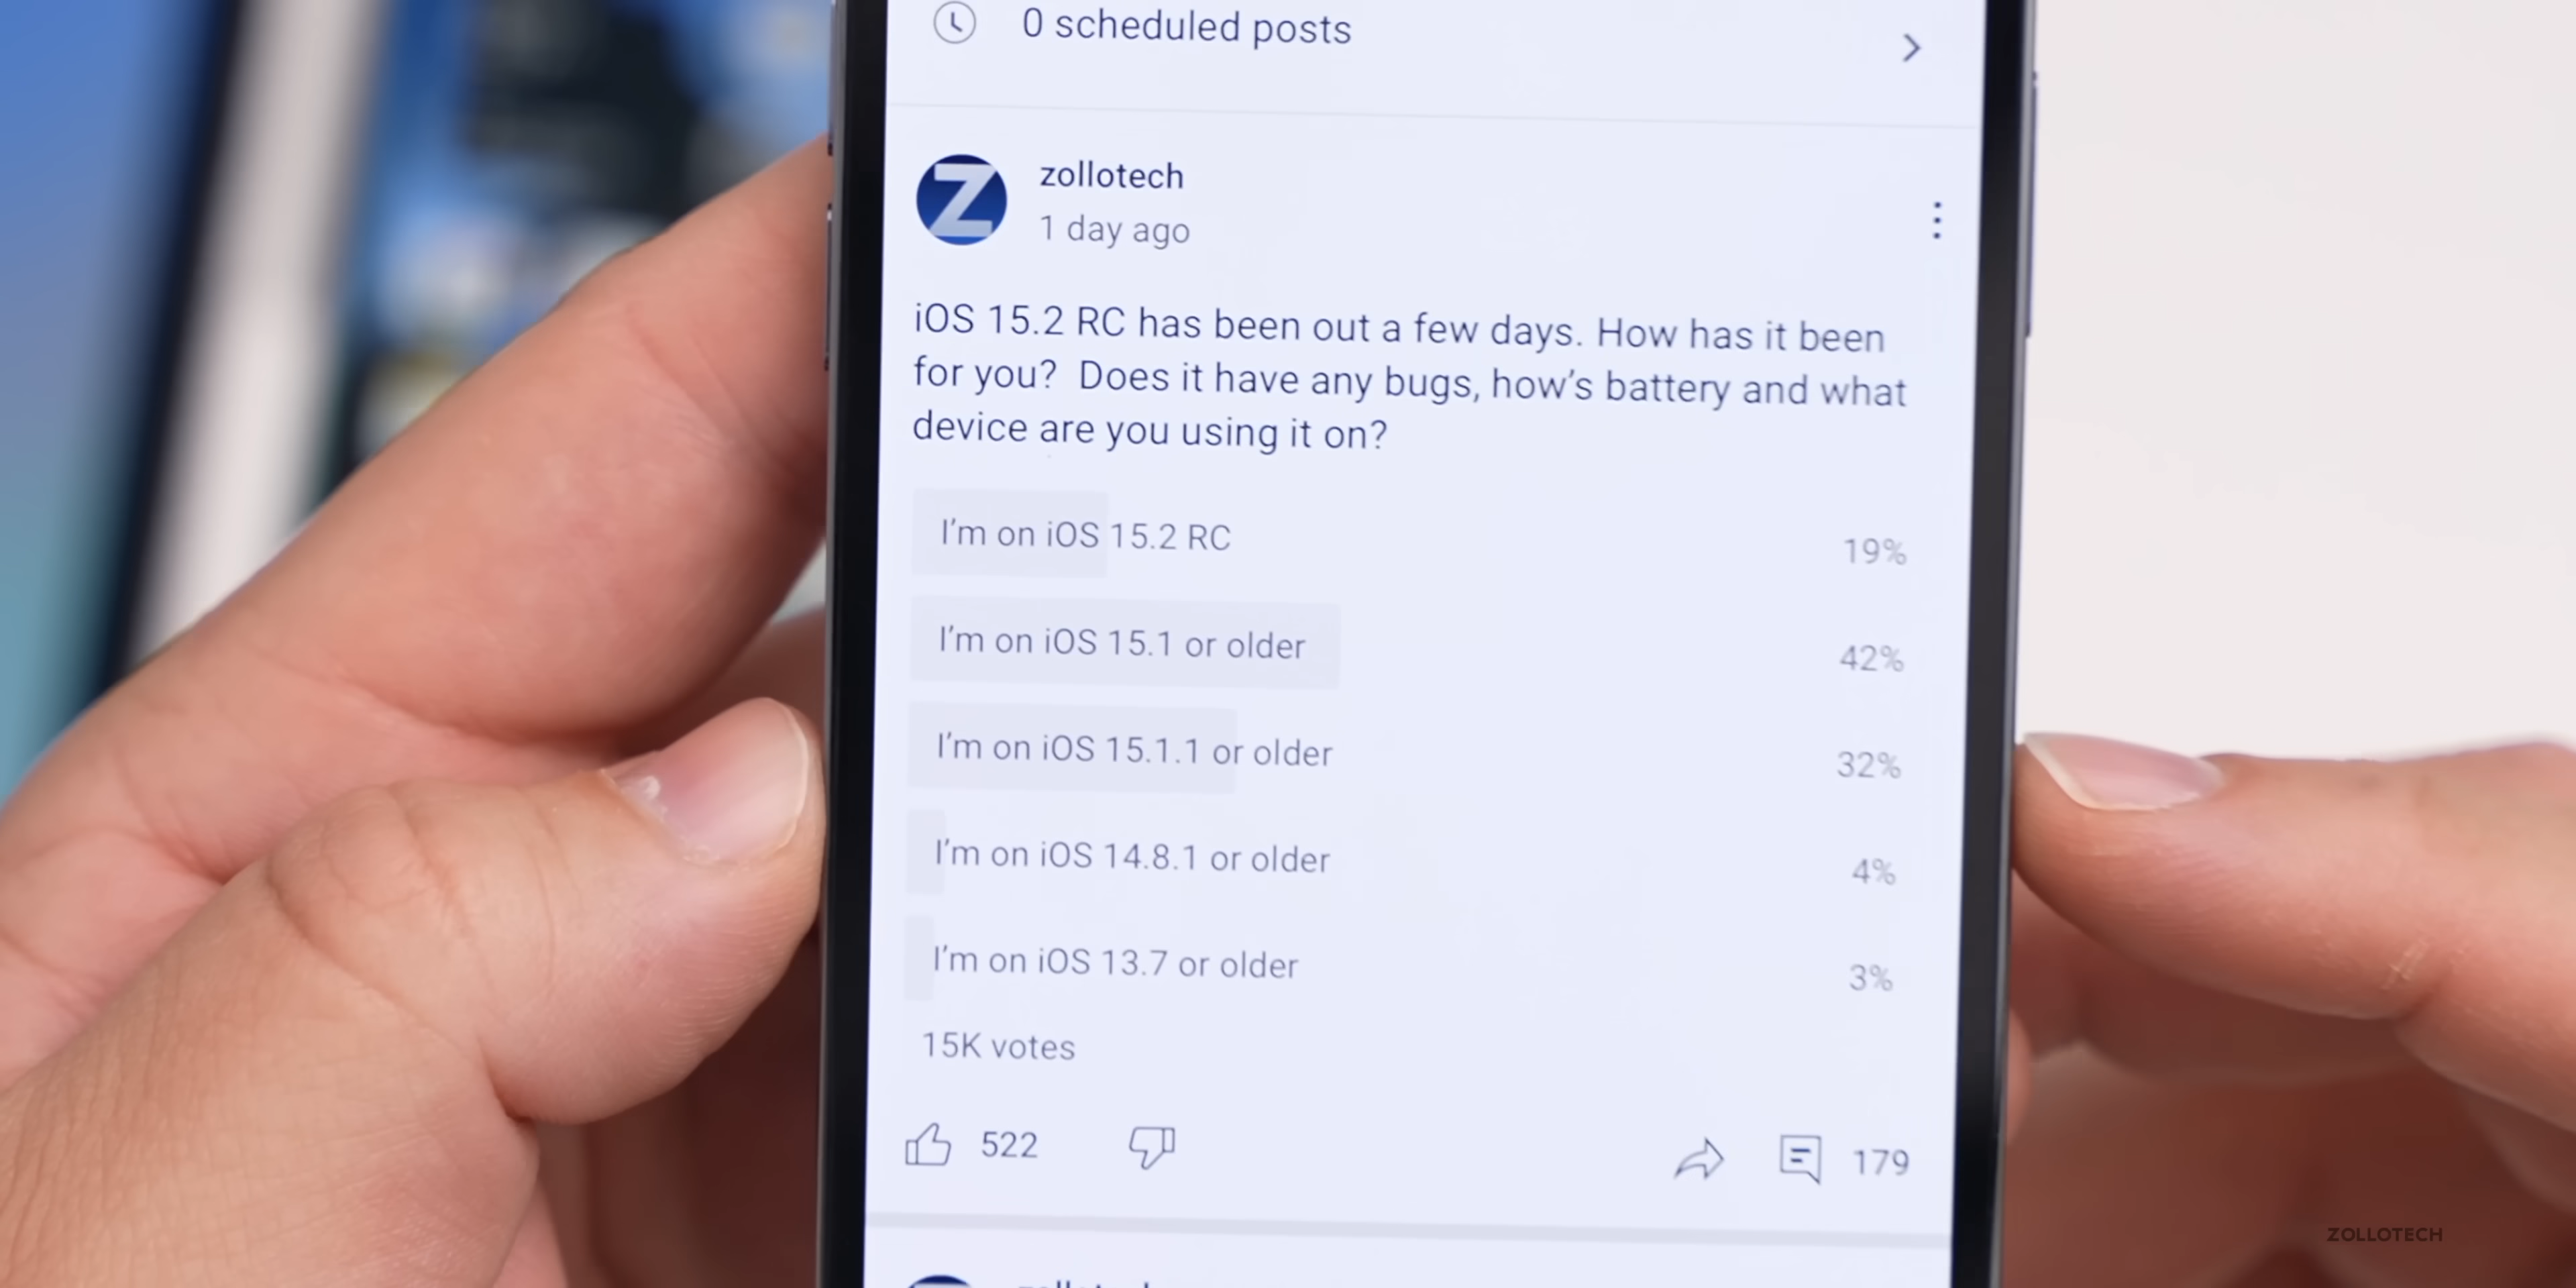 0 scheduled posts
Z
zollotech
1 day ago
iOS 15.2 RC has been out a few days. How has it been
for you? Does it have any bugs, how's battery and what
device are you using it on?
I'm on iOS 15.2 RC 19%
I'm on iOS 15.1 or older 42%
I'm on iOS 15.1.1 or older 32%
I'm on iOS 14.8.1 or older 4%
I'm on iOS 13.7 or older 3%
15K votes
522 179
ZOLLOTECH